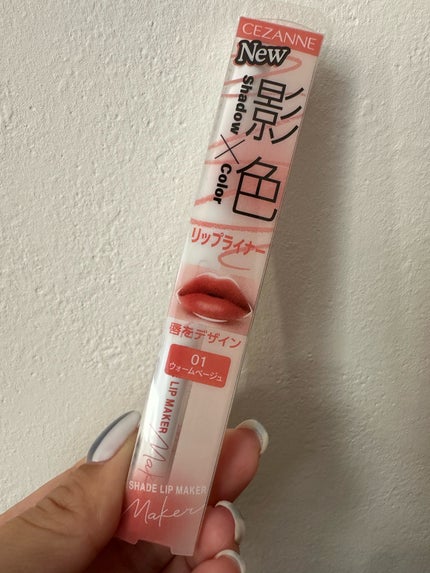 CEZANNE
New
影×色
Shadow Color
リップライナー
唇をデザイン
01
ウォームベージュ
LIP MAKER
SHADE LIP MAKER
Maker